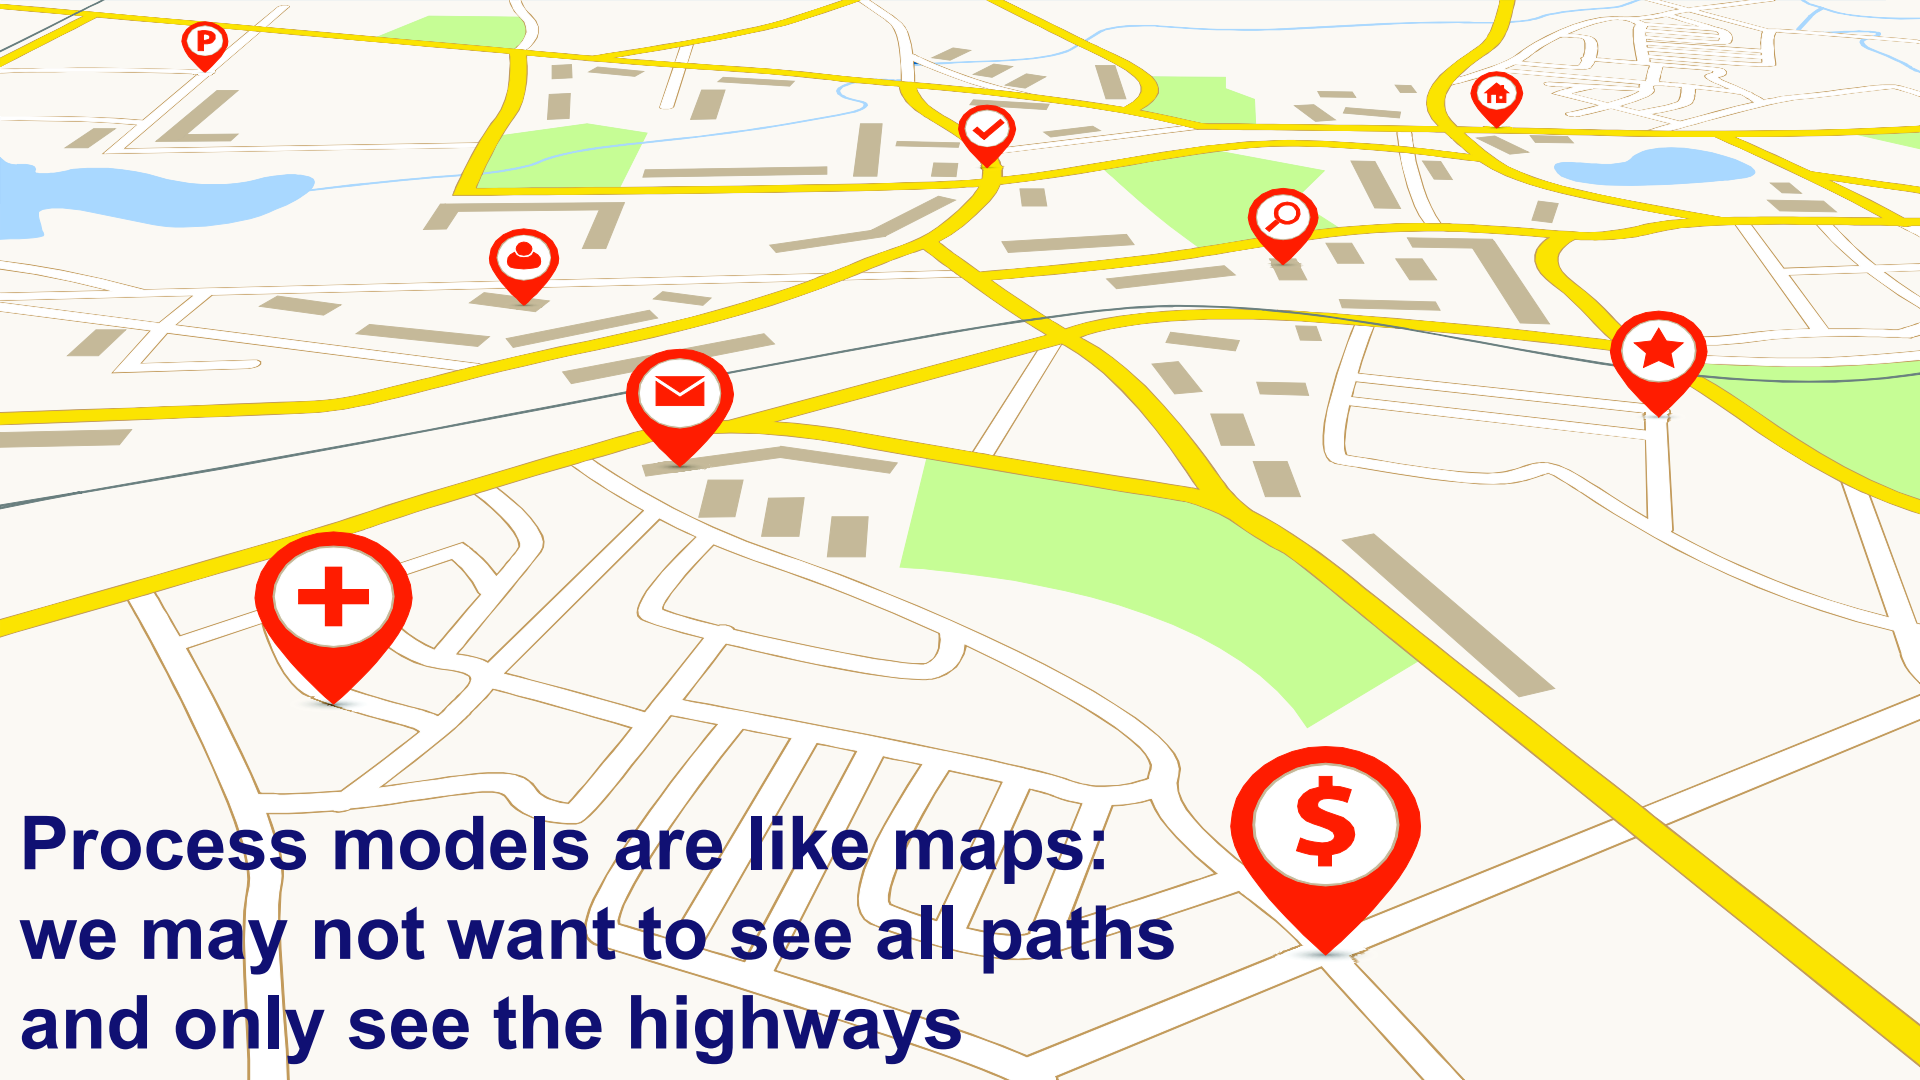 P
$
Process models are like maps:
we may not want to see all paths
and only see the highways